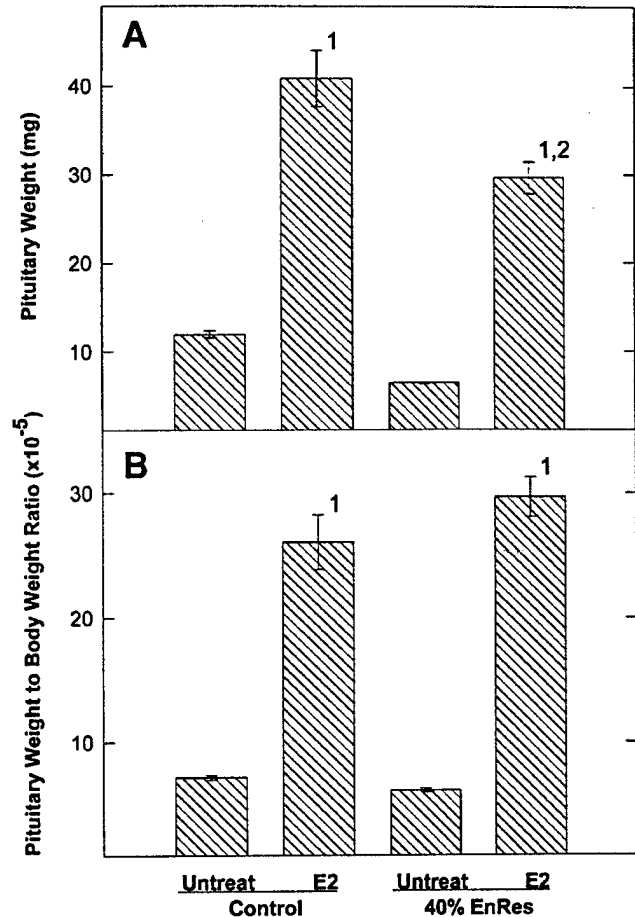 A
Pituitary Weight (mg)
40
30
20
10
1
1,2
B
Pituitary Weight to Body Weight Ratio (x10^-5)
30
20
10
1
1
Untreat E2 Untreat E2
Control 40% EnRes